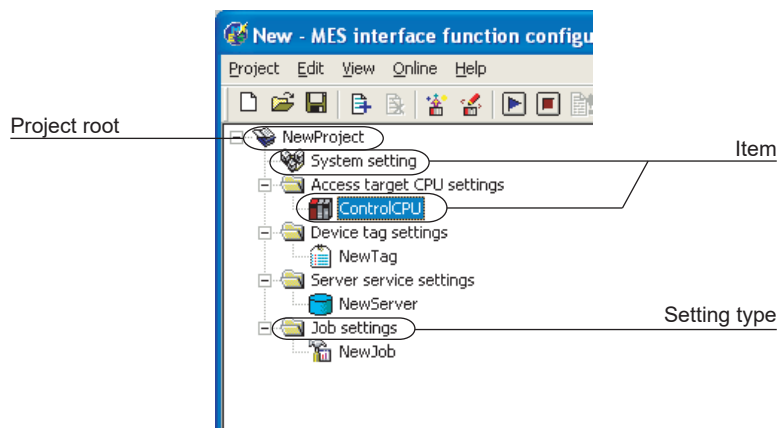 New - MES interface function configu
Project Edit View Online Help
Project root
NewProject
Item
System setting
Access target CPU settings
ControlCPU
Device tag settings
NewTag
Server service settings
NewServer
Setting type
Job settings
NewJob